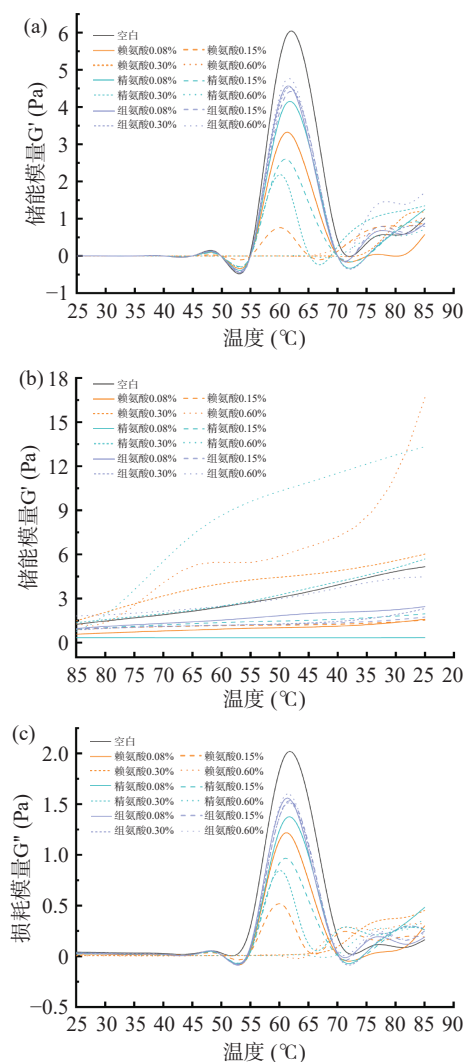 (a)
空白
赖氨酸0.08% 赖氨酸0.15%
赖氨酸0.30% 赖氨酸0.60%
精氨酸0.08% 精氨酸0.15%
精氨酸0.30% 精氨酸0.60%
组氨酸0.08% 组氨酸0.15%
组氨酸0.30% 组氨酸0.60%
储能模量G' (Pa)
6
5
4
3
2
1
0
−1
25 30 35 40 45 50 55 60 65 70 75 80 85 90
温度 (℃)
(b)
空白
赖氨酸0.08% 赖氨酸0.15%
赖氨酸0.30% 赖氨酸0.60%
精氨酸0.08% 精氨酸0.15%
精氨酸0.30% 精氨酸0.60%
组氨酸0.08% 组氨酸0.15%
组氨酸0.30% 组氨酸0.60%
储能模量G' (Pa)
18
15
12
9
6
3
0
85 80 75 70 65 60 55 50 45 40 35 30 25 20
温度 (℃)
(c)
空白
赖氨酸0.08% 赖氨酸0.15%
赖氨酸0.30% 赖氨酸0.60%
精氨酸0.08% 精氨酸0.15%
精氨酸0.30% 精氨酸0.60%
组氨酸0.08% 组氨酸0.15%
组氨酸0.30% 组氨酸0.60%
损耗模量G" (Pa)
2.0
1.5
1.0
0.5
0
−0.5
25 30 35 40 45 50 55 60 65 70 75 80 85 90
温度 (℃)